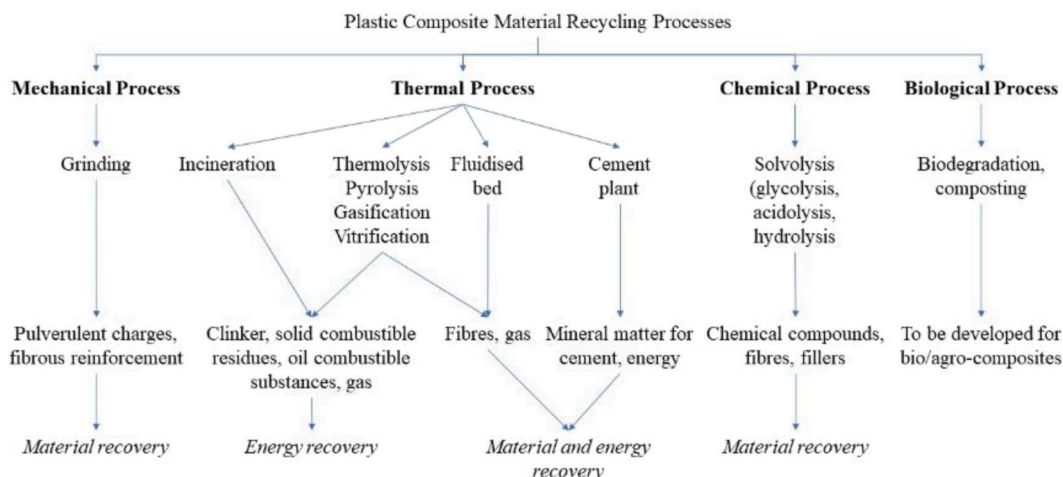 Plastic Composite Material Recycling Processes
Mechanical Process
Thermal Process
Chemical Process
Biological Process
Grinding
Incineration
Thermolysis
Pyrolysis
Gasification
Vitrification
Fluidised
bed
Cement
plant
Solvolysis
(glycolysis,
acidolysis,
hydrolysis
Biodegradation,
composting
Pulverulent charges,
fibrous reinforcement
Clinker, solid combustible
residues, oil combustible
substances, gas
Fibres, gas
Mineral matter for
cement, energy
Chemical compounds,
fibres, fillers
To be developed for
bio/agro-composites
Material recovery
Energy recovery
Material and energy
recovery
Material recovery